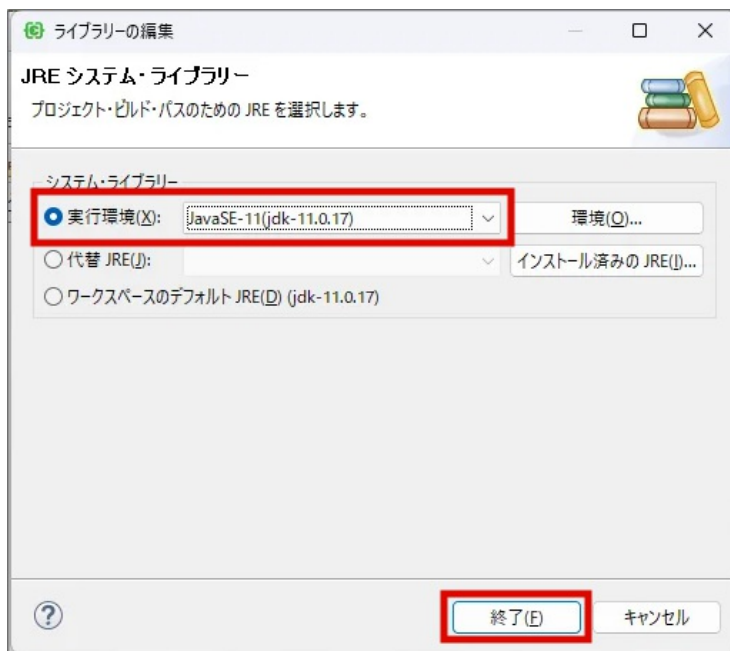 ライブラリーの編集
JRE システム・ライブラリー
プロジェクト・ビルド・パスのための JRE を選択します。
システム・ライブラリー
実行環境(X): JavaSE-11(jdk-11.0.17) 環境(O)...
代替 JRE(J): インストール済みの JRE(I)...
ワークスペースのデフォルト JRE(D) (jdk-11.0.17)
終了(F) キャンセル